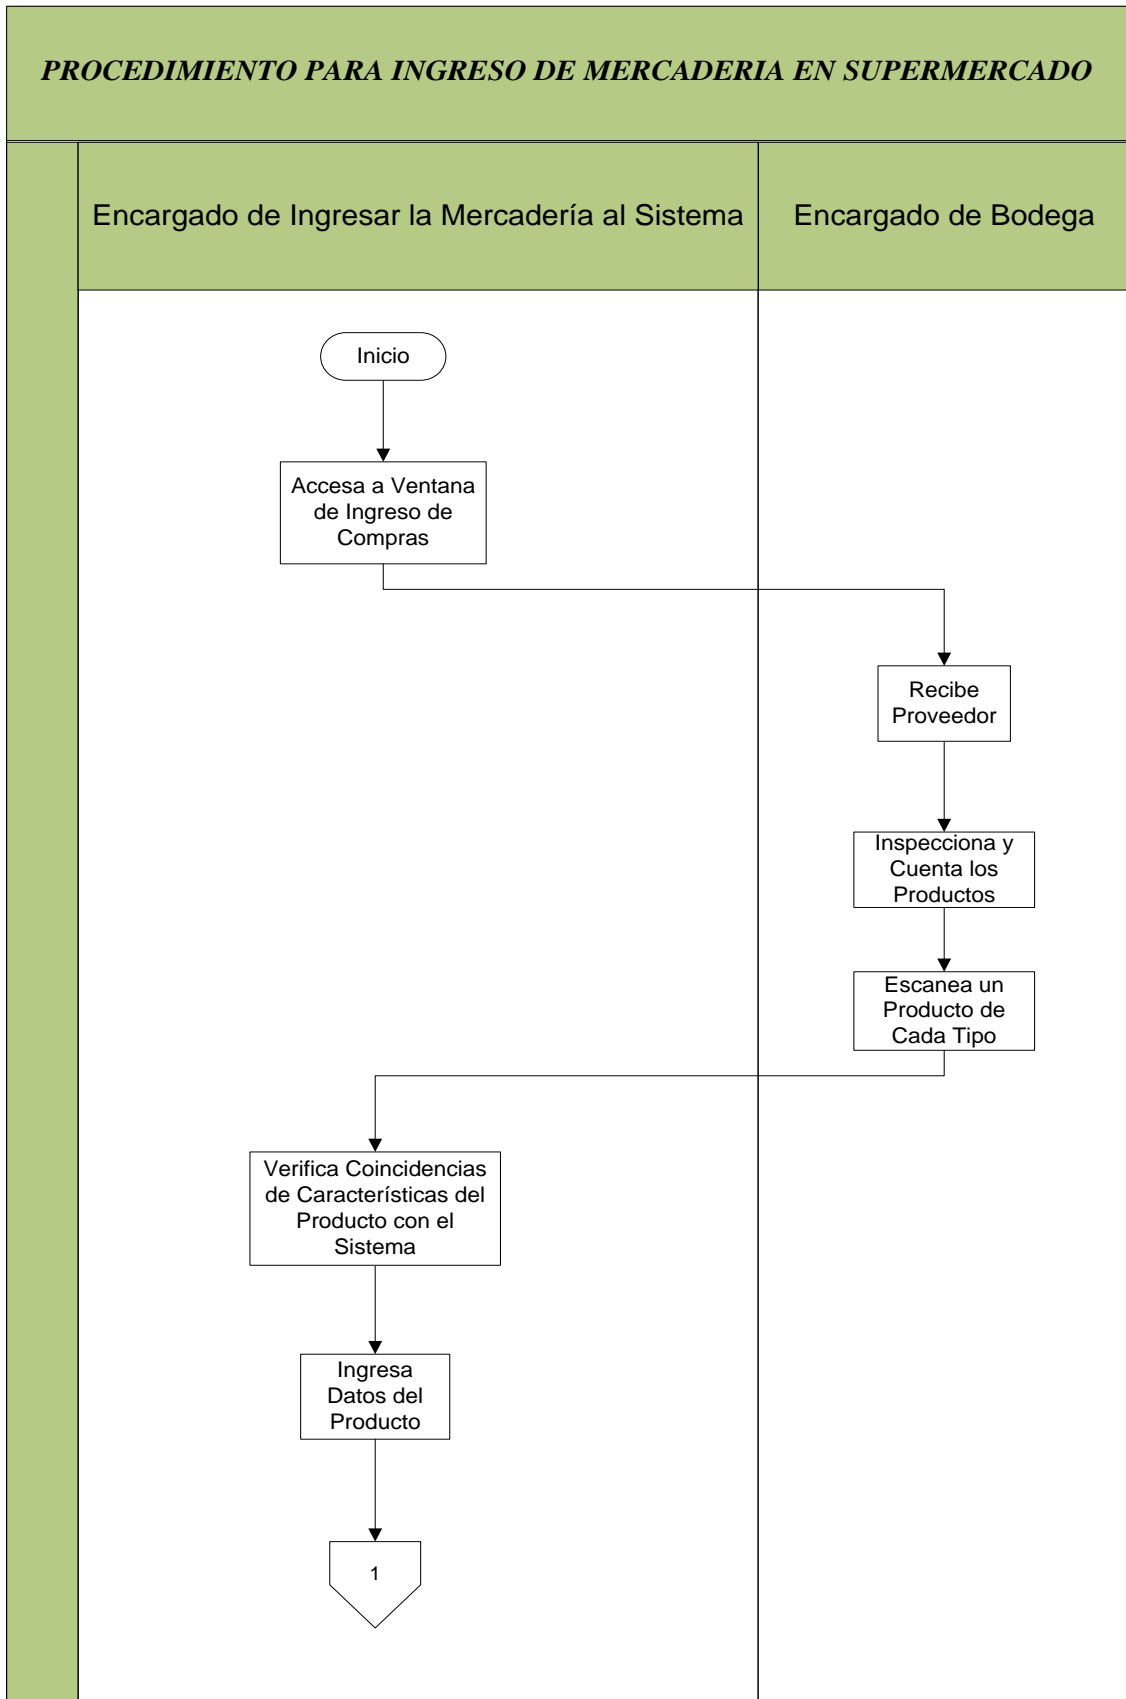 PROCEDIMIENTO PARA INGRESO DE MERCADERIA EN SUPERMERCADO
Encargado de Ingresar la Mercadería al Sistema
Encargado de Bodega
Inicio
Accesa a Ventana
de Ingreso de
Compras
Recibe
Proveedor
Inspecciona y
Cuenta los
Productos
Escanea un
Producto de
Cada Tipo
Verifica Coincidencias
de Características del
Producto con el
Sistema
Ingresa
Datos del
Producto
1